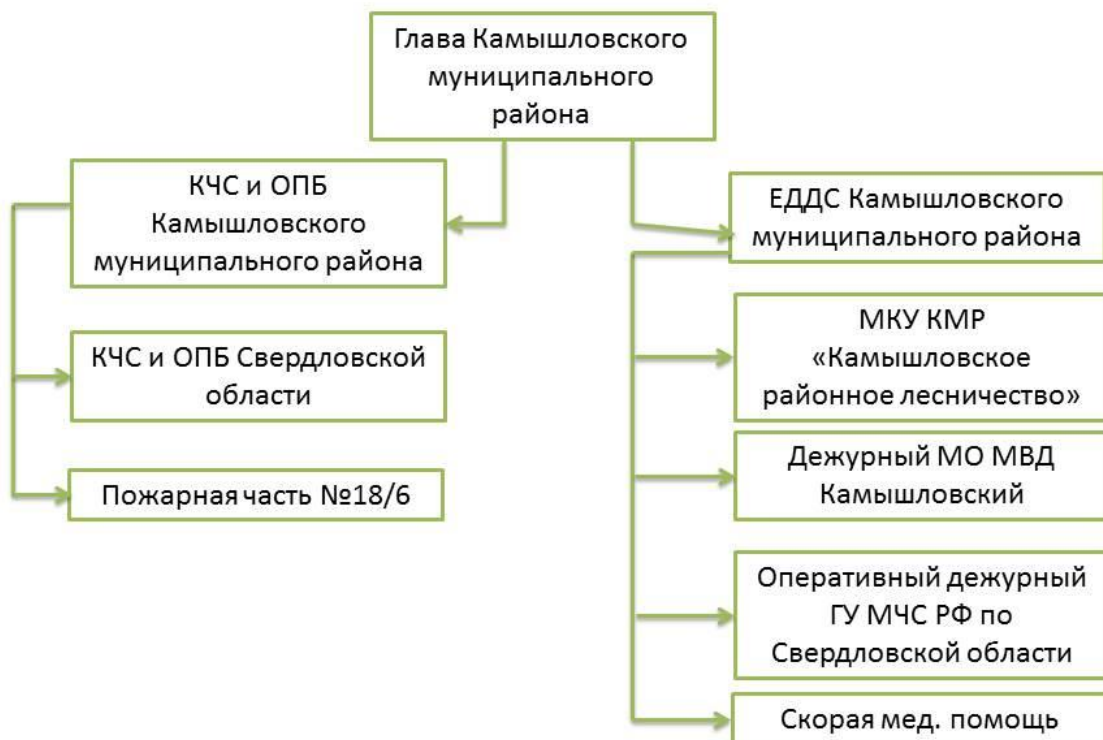 Глава Камышловского
муниципального
района
КЧС и ОПБ
Камышловского
муниципального района
КЧС и ОПБ Свердловской
области
Пожарная часть №18/6
ЕДДС Камышловского
муниципального района
МКУ КМР
«Камышловское
районное лесничество»
Дежурный МО МВД
Камышловский
Оперативный дежурный
ГУ МЧС РФ по
Свердловской области
Скорая мед. помощь